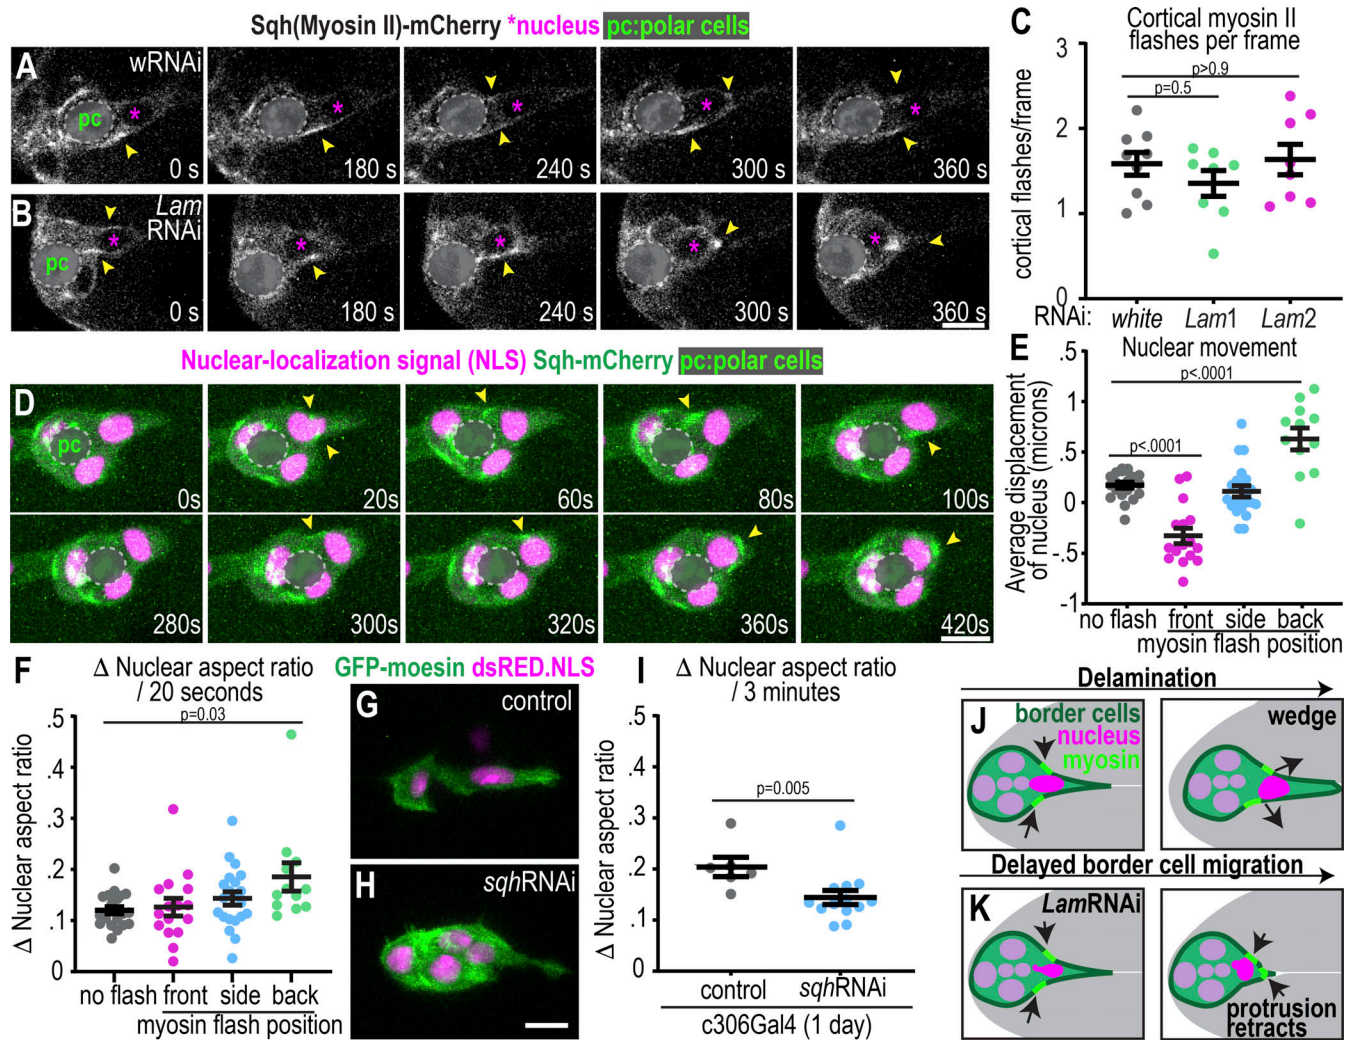 Sqh(Myosin II)-mCherry *nucleus pc:polar cells
A
wRNAi
pc
*
0 s
*
180 s
*
240 s
*
300 s
*
360 s
B
Lam
RNAi
pc
*
0 s
*
180 s
*
240 s
*
300 s
*
360 s
C
Cortical myosin II
flashes per frame
3
p>0.9
p=0.5
2
1
0
cortical flashes/frame
RNAi: white Lam1 Lam2
Nuclear-localization signal (NLS) Sqh-mCherry pc:polar cells
D
pc
0s
20s
60s
80s
100s
280s
300s
320s
360s
420s
E
Nuclear movement
.5
p<.0001
1
p<.0001
.5
0
-.5
-1
Average displacement
of nucleus (microns)
no flash front side back
myosin flash position
F
Δ Nuclear aspect ratio
/ 20 seconds
p=0.03
.5
.4
.3
.2
.1
0
Δ Nuclear aspect ratio
no flash front side back
myosin flash position
GFP-moesin dsRED.NLS
G
control
H
sqhRNAi
I
Δ Nuclear aspect ratio
/ 3 minutes
.5
.4
p=0.005
.3
.2
.1
0
Δ Nuclear aspect ratio
control sqhRNAi
c306Gal4 (1 day)
Delamination
J
border cells
nucleus
myosin
wedge
Delayed border cell migration
K
LamRNAi
protrusion
retracts